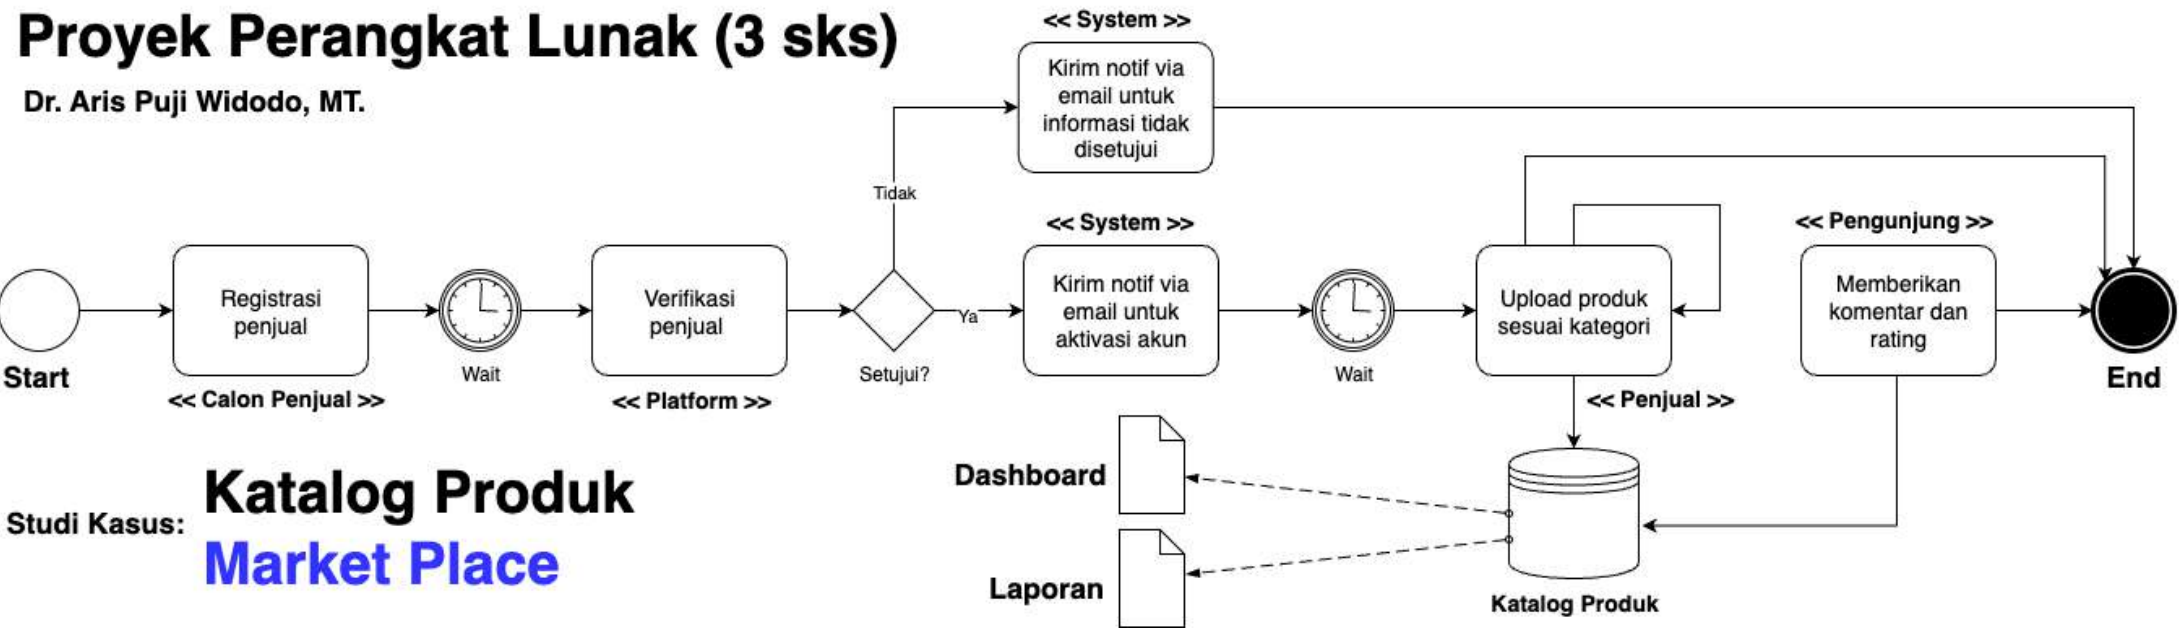 Proyek Perangkat Lunak (3 sks)
Dr. Aris Puji Widodo, MT.
<< System >>
Kirim notif via
email untuk
informasi tidak
disetujui
Tidak
<< System >>
<< Pengunjung >>
Registrasi
penjual
Verifikasi
penjual
Ya
Kirim notif via
email untuk
aktivasi akun
Upload produk
sesuai kategori
Memberikan
komentar dan
rating
Start
<< Calon Penjual >>
Wait
<< Platform >>
Setujui?
Wait
<< Penjual >>
End
Studi Kasus:
Katalog Produk
Market Place
Dashboard
Laporan
Katalog Produk